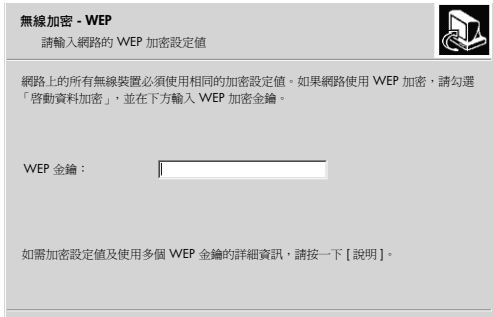 無線加密 - WEP
請輸入網路的 WEP 加密設定值
網路上的所有無線裝置必須使用相同的加密設定值。如果網路使用 WEP 加密，請勾選
「啓動資料加密」，並在下方輸入 WEP 加密金鑰。
WEP 金鑰：
如需加密設定值及使用多個 WEP 金鑰的詳細資訊，請按一下 [ 說明 ]。